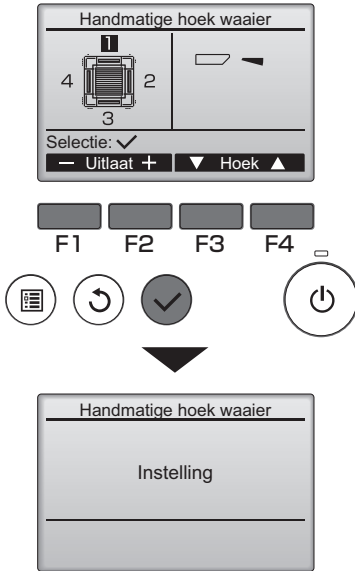 Handmatige hoek waaier
1
4 2
3
Selectie: ✓
— Uitlaat + ▼ Hoek ▲
F1 F2 F3 F4
Handmatige hoek waaier
Instelling